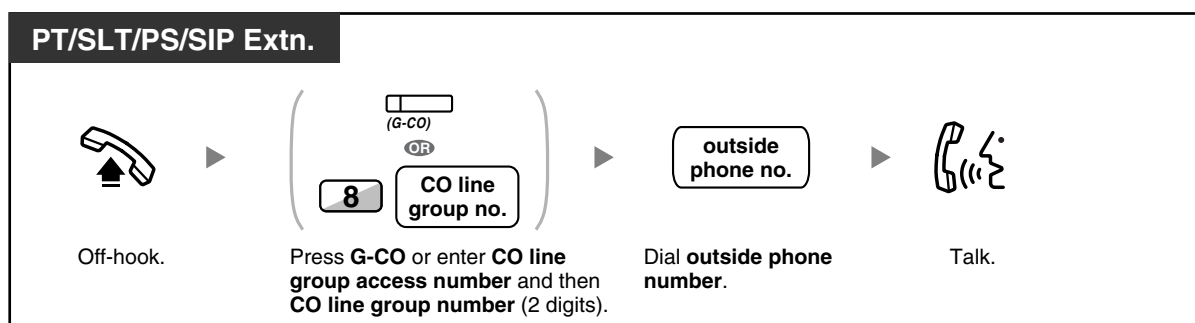 PT/SLT/PS/SIP Extn.
(G-CO)
OR
8
CO line
group no.
outside
phone no.
Off-hook.
Press G-CO or enter CO line
group access number and then
CO line group number (2 digits).
Dial outside phone
number.
Talk.